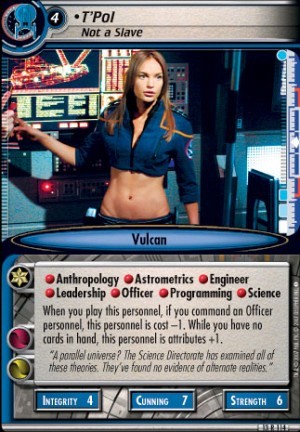 4
•T'Pol
Not a Slave
Vulcan
Anthropology Astrometrics Engineer
Leadership Officer Programming Science
When you play this personnel, if you command an Officer
personnel, this personnel is cost –1. While you have no
cards in hand, this personnel is attributes +1.
"A parallel universe? The Science Directorate has examined all
of these theories. They've found no evidence of alternate realities."
INTEGRITY 4 CUNNING 7 STRENGTH 6